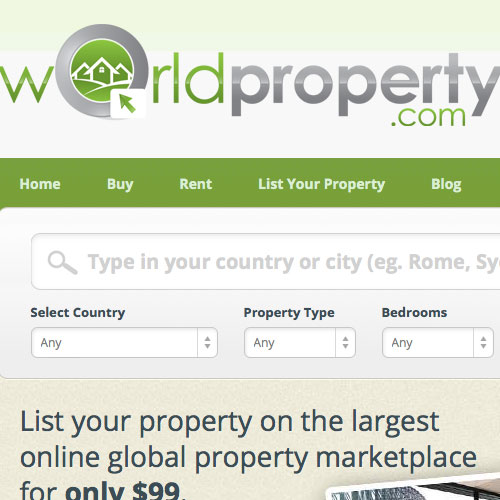 worldproperty
.com
Home Buy Rent List Your Property Blog
Type in your country or city (eg. Rome, Sy
Select Country Property Type Bedrooms
Any Any Any
List your property on the largest
online global property marketplace
for only $99.